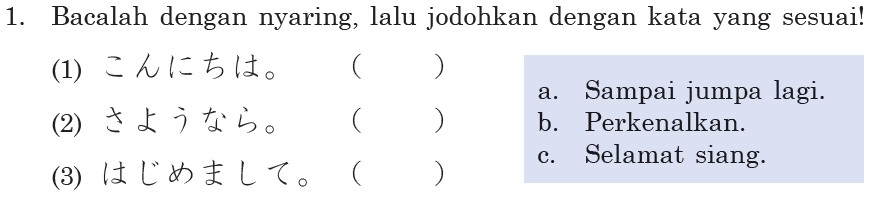 1. Bacalah dengan nyaring, lalu jodohkan dengan kata yang sesuai!
(1) こんにちは。 ( )
(2) さようなら。 ( )
(3) はじめまして。 ( )
a. Sampai jumpa lagi.
b. Perkenalkan.
c. Selamat siang.